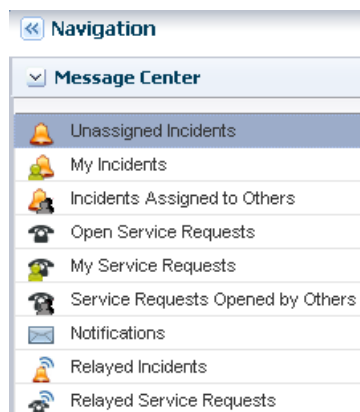 Navigation
Message Center
Unassigned Incidents
My Incidents
Incidents Assigned to Others
Open Service Requests
My Service Requests
Service Requests Opened by Others
Notifications
Relayed Incidents
Relayed Service Requests